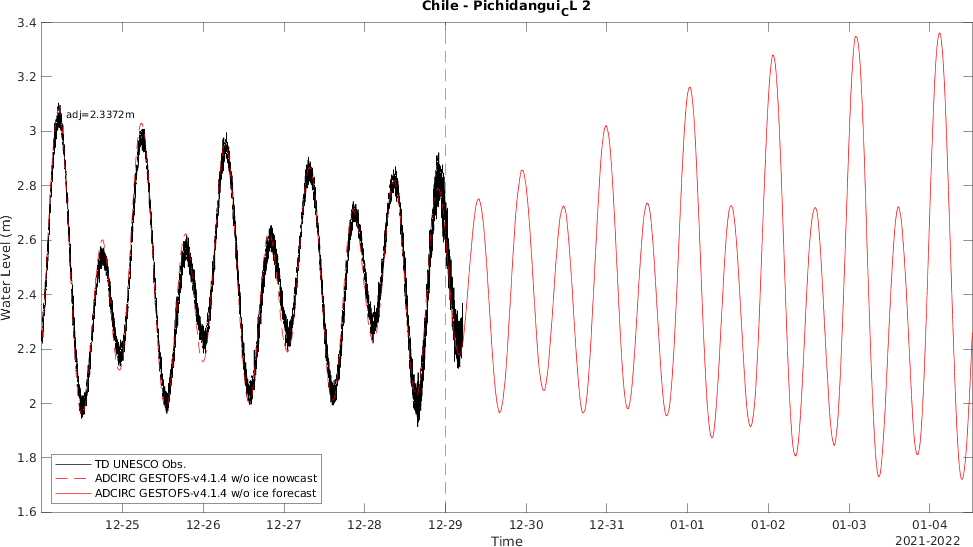 Chile - PichidanguiCL 2
adj=2.3372m
Water Level (m)
3.4
3.2
3
2.8
2.6
2.4
2.2
2
1.8
1.6
TD UNESCO Obs.
ADCIRC GESTOFS-v4.1.4 w/o ice nowcast
ADCIRC GESTOFS-v4.1.4 w/o ice forecast
12-25 12-26 12-27 12-28 12-29 12-30 12-31 01-01 01-02 01-03 01-04
Time
2021-2022